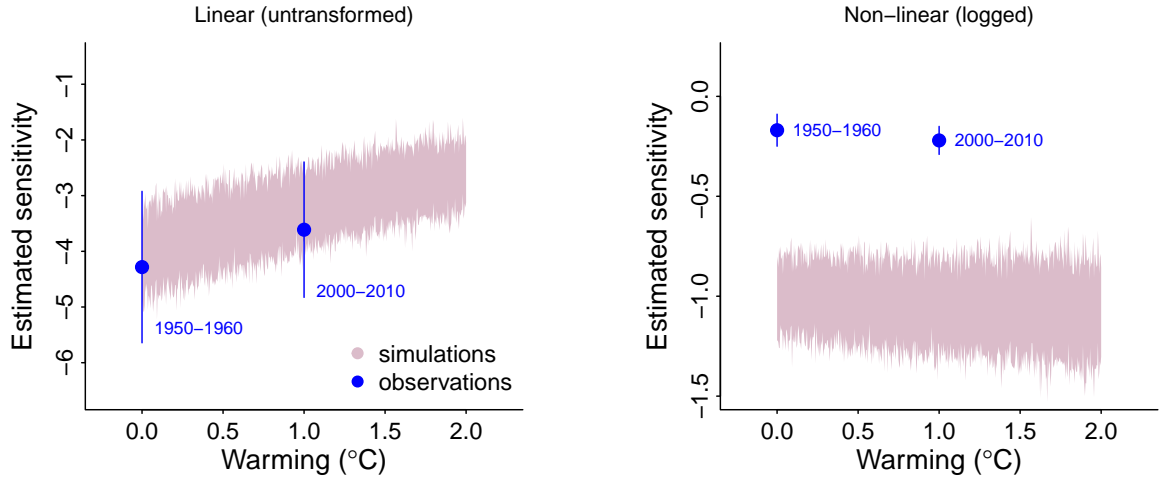 Linear (untransformed)
Estimated sensitivity
−1
−2
−3
−4
−5
−6
1950−1960
2000−2010
simulations
observations
0.0 0.5 1.0 1.5 2.0
Warming (°C)
Non−linear (logged)
Estimated sensitivity
0.0
−0.5
−1.0
−1.5
1950−1960
2000−2010
0.0 0.5 1.0 1.5 2.0
Warming (°C)